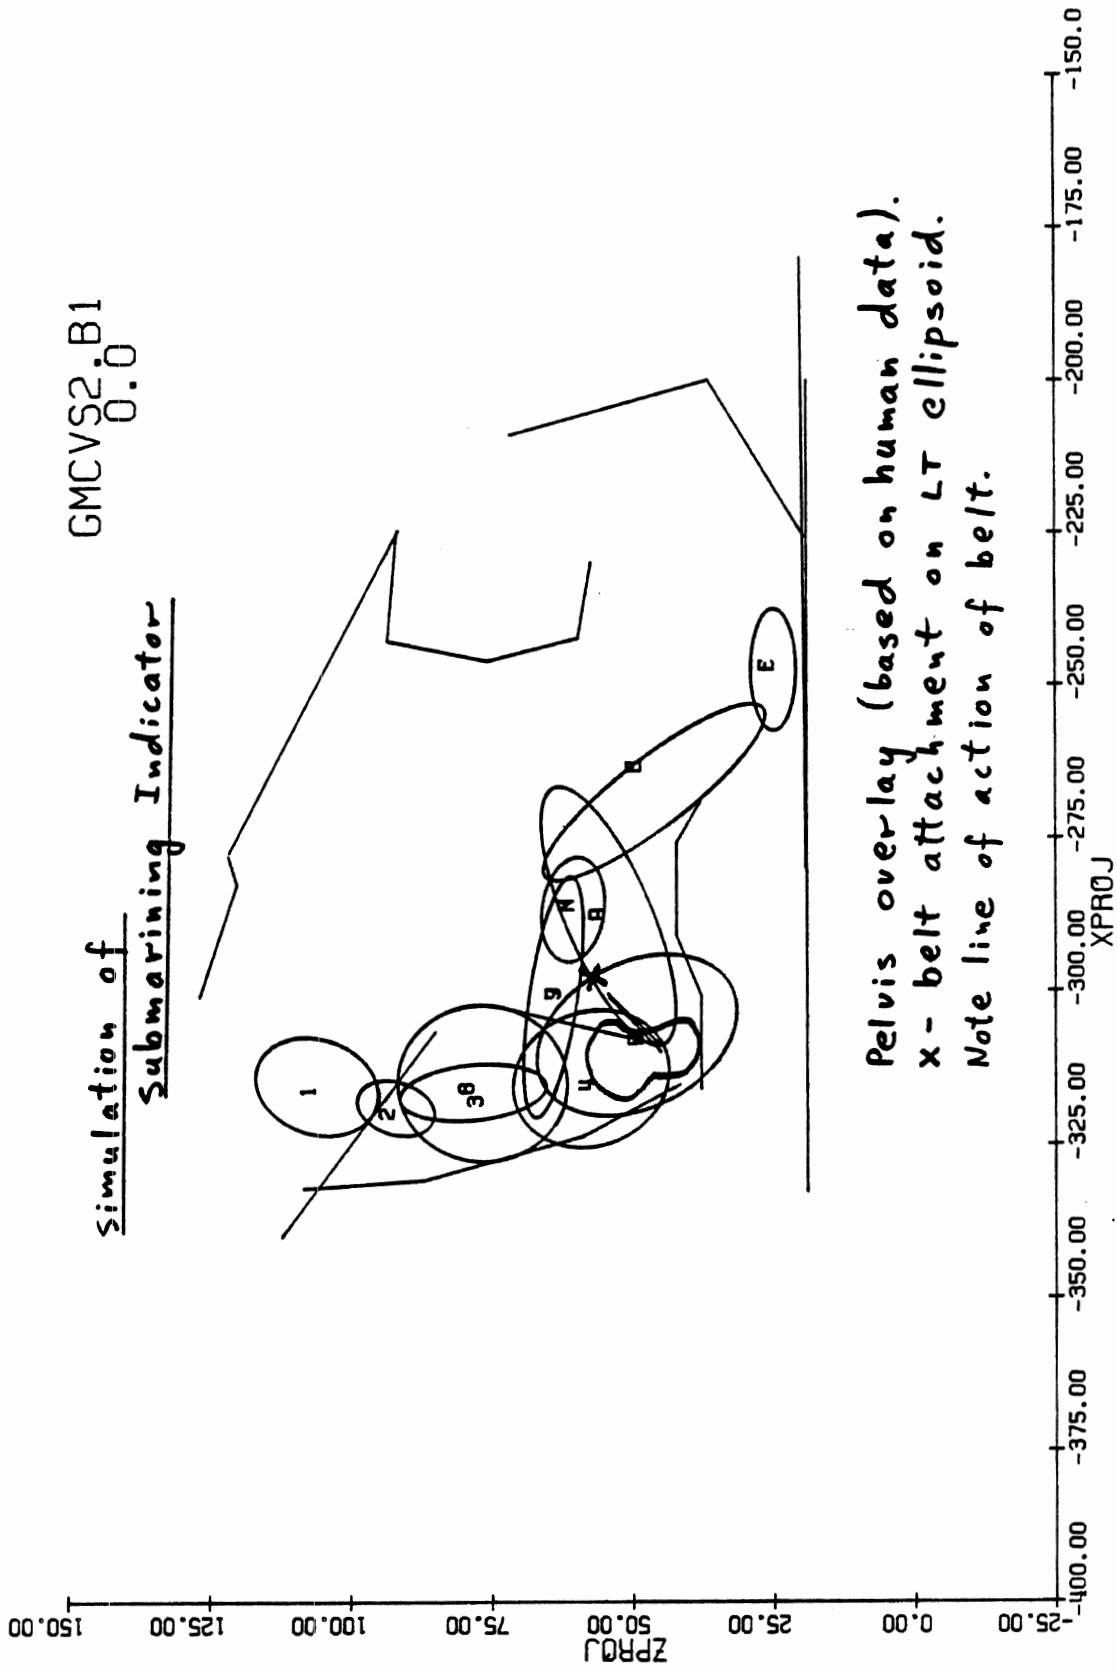 GMCVS2.B1
0.0
Simulation of
Submarining Indicator
150.00
125.00
100.00
75.00
50.00
25.00
0.00
-25.00
ZPROJ
1
2
38
4
9
N
A
E
Pelvis overlay (based on human data).
X - belt attachment on LT ellipsoid.
Note line of action of belt.
-400.00
-375.00
-350.00
-325.00
-300.00
-275.00
-250.00
-225.00
-200.00
-175.00
-150.0
XPROJ